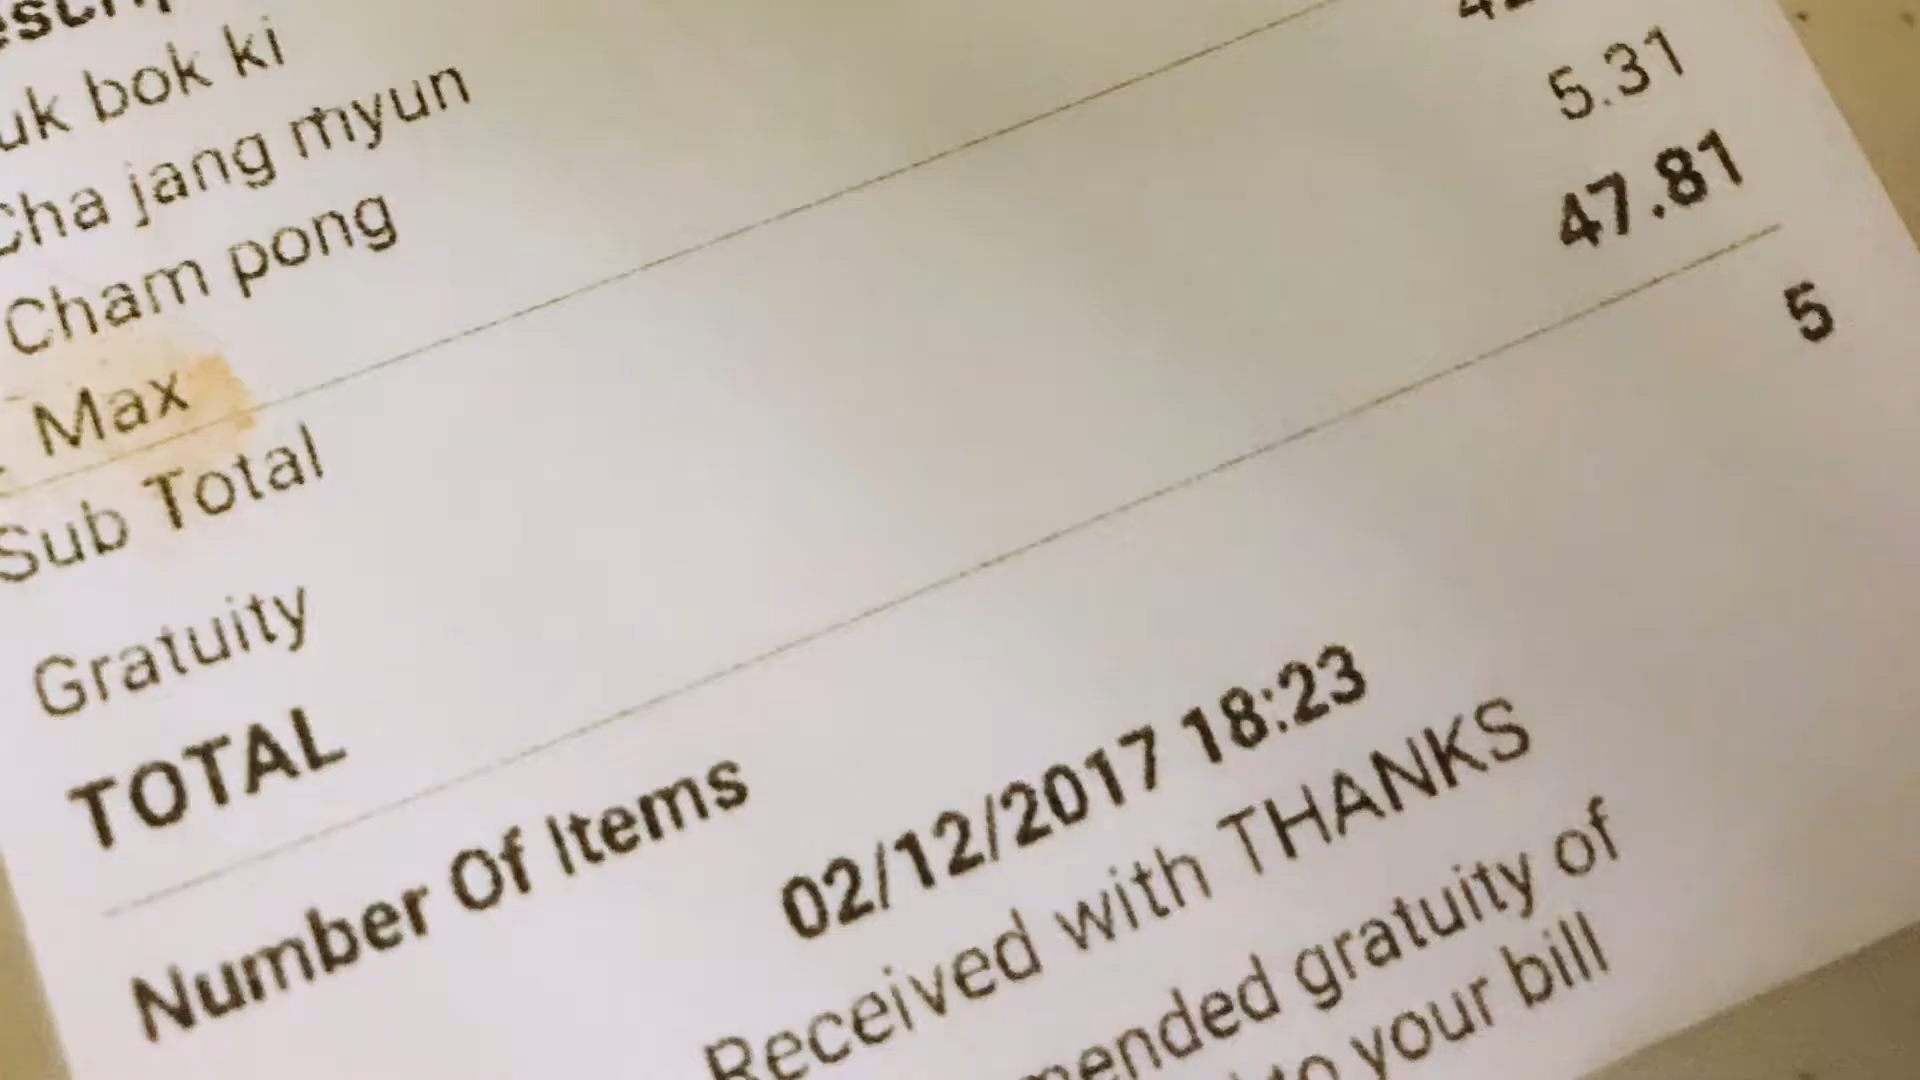 uk bok ki
Cha jang myun
Cham pong
Max
Sub Total
Gratuity 5.31
TOTAL 47.81
Number Of Items 5
02/12/2017 18:23
Received with THANKS
gratuity of
to your bill